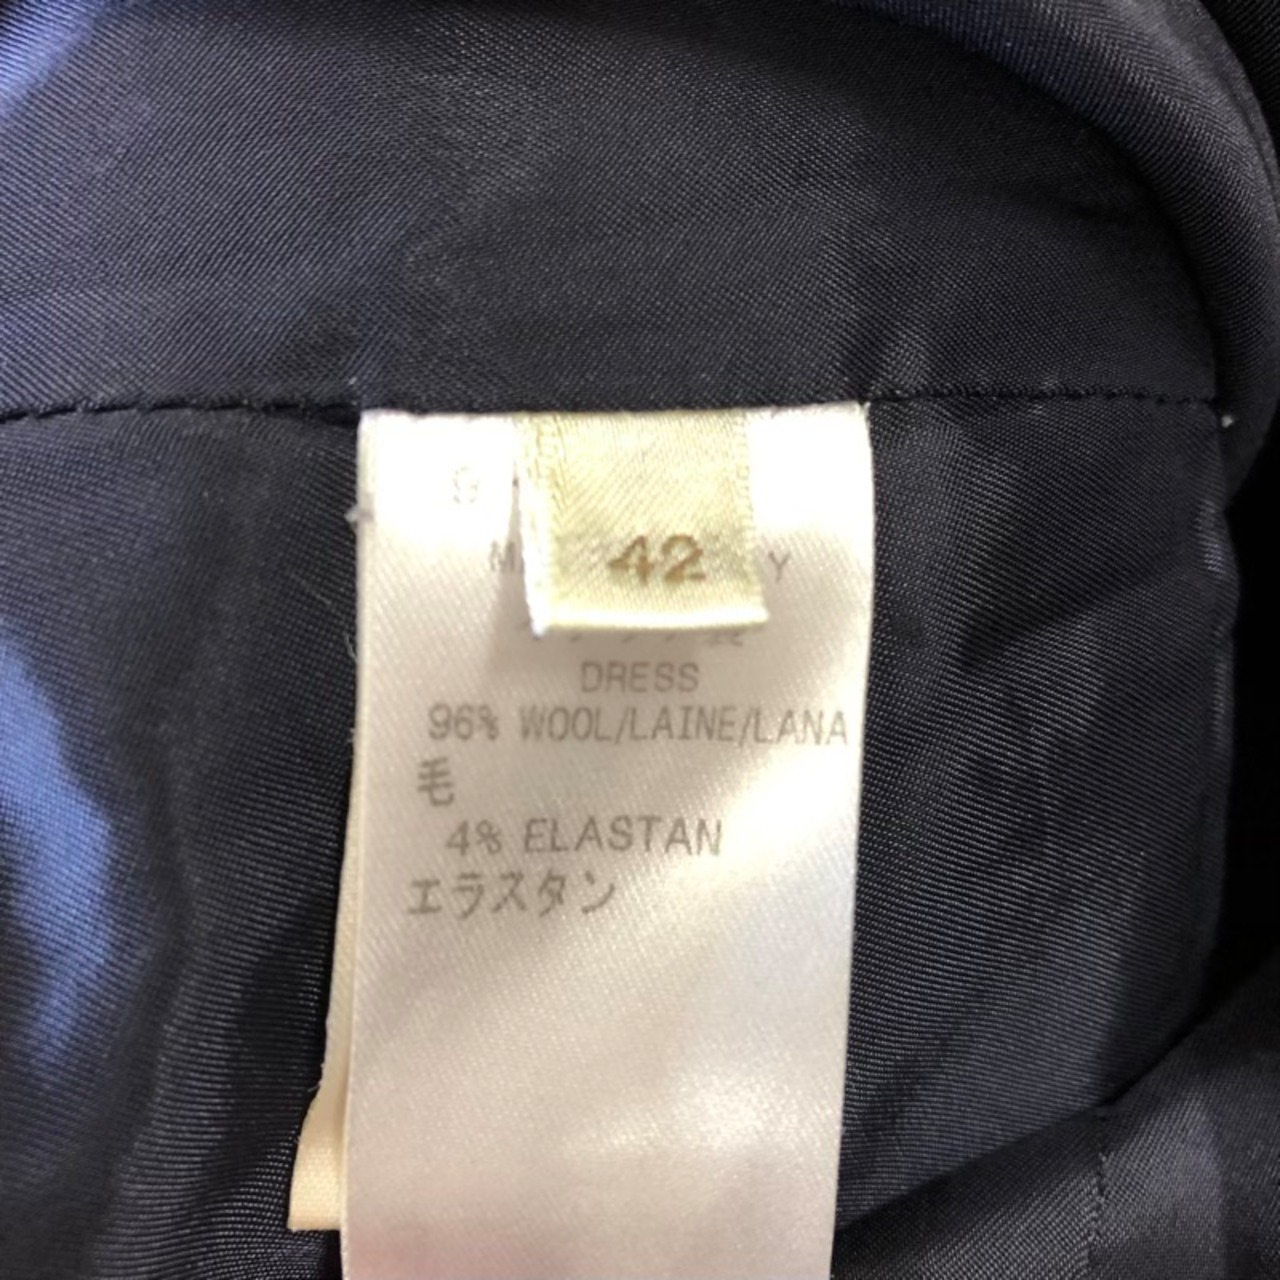 42
DRESS
96% WOOL/LAINE/LANA
毛
4% ELASTAN
エラスタン